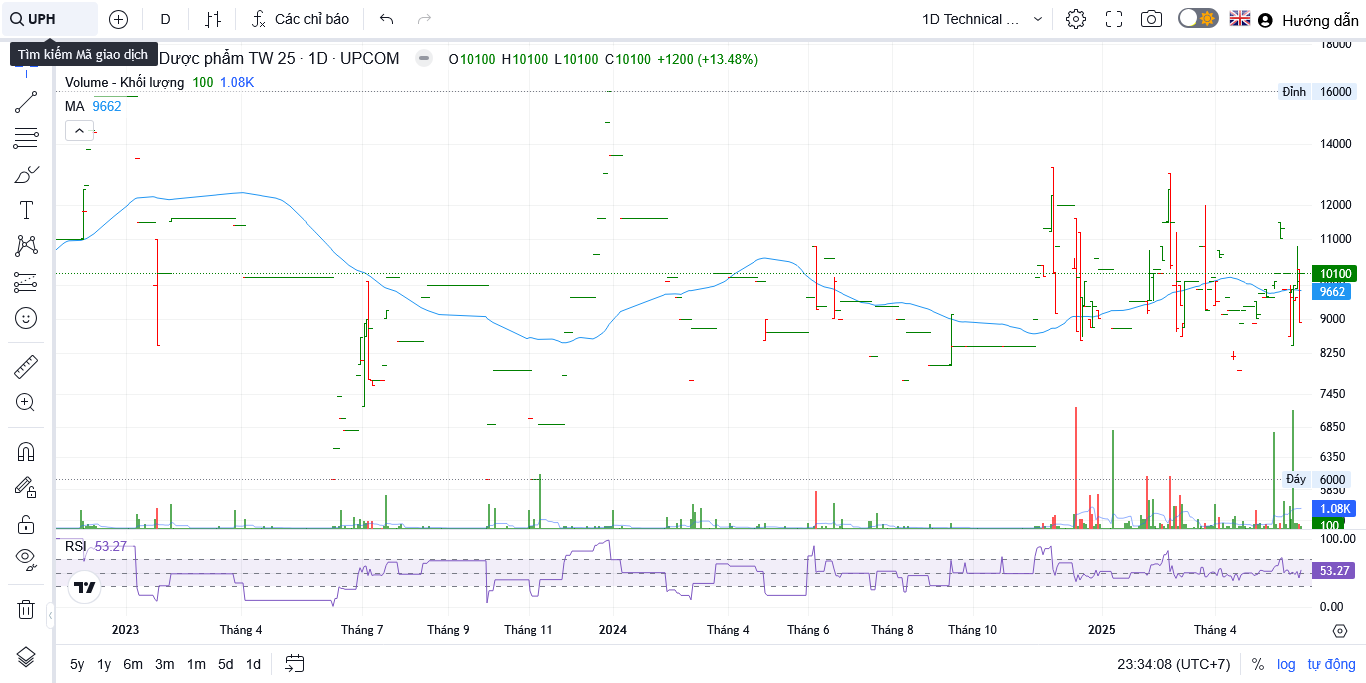 UPH
D
Các chỉ báo
1D Technical ...
Hướng dẫn
Tìm kiếm Mã giao dịch
Dược phẩm TW 25 · 1D · UPCOM
O10100 H10100 L10100 C10100 +1200 (+13.48%)
Volume - Khối lượng 100 1.08K
MA 9662
18000
Đỉnh 16000
14000
12000
11000
10100
9662
9000
8250
7450
6850
6350
Đáy 6000
5850
1.08K
100
RSI 53.27
100.00
53.27
0.00
2023 Tháng 4 Tháng 7 Tháng 9 Tháng 11 2024 Tháng 4 Tháng 6 Tháng 8 Tháng 10 2025 Tháng 4
5y 1y 6m 3m 1m 5d 1d
23:34:08 (UTC+7) % log tự động